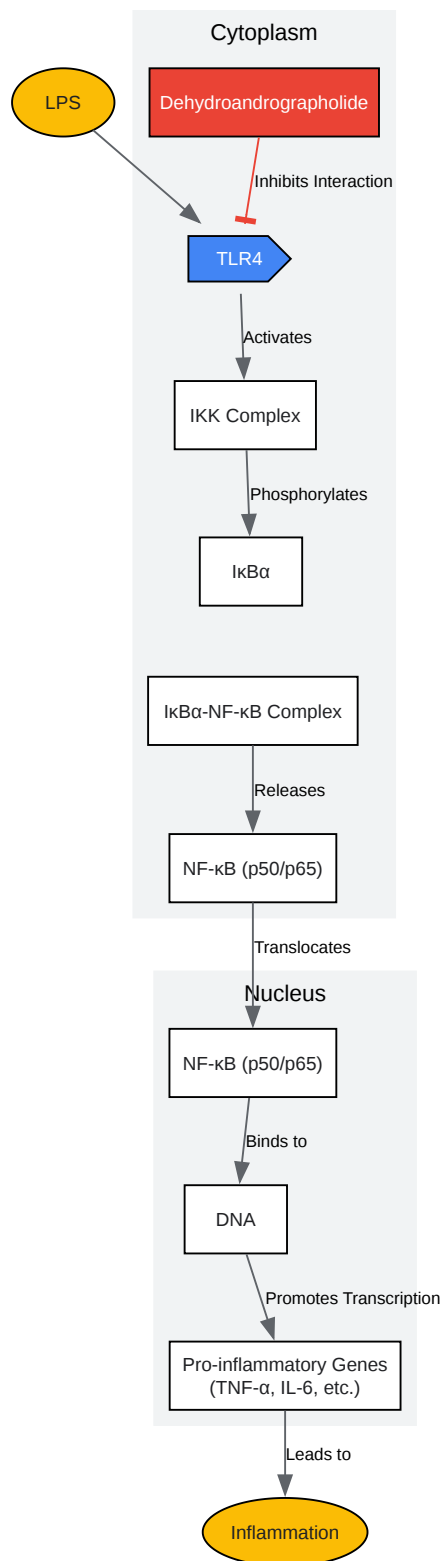 Cytoplasm
LPS
Dehydroandrographolide
Inhibits Interaction
TLR4
Activates
IKK Complex
Phosphorylates
IκBα
IκBα-NF-κB Complex
Releases
NF-κB (p50/p65)
Translocates
Nucleus
NF-κB (p50/p65)
Binds to
DNA
Promotes Transcription
Pro-inflammatory Genes
(TNF-α, IL-6, etc.)
Leads to
Inflammation